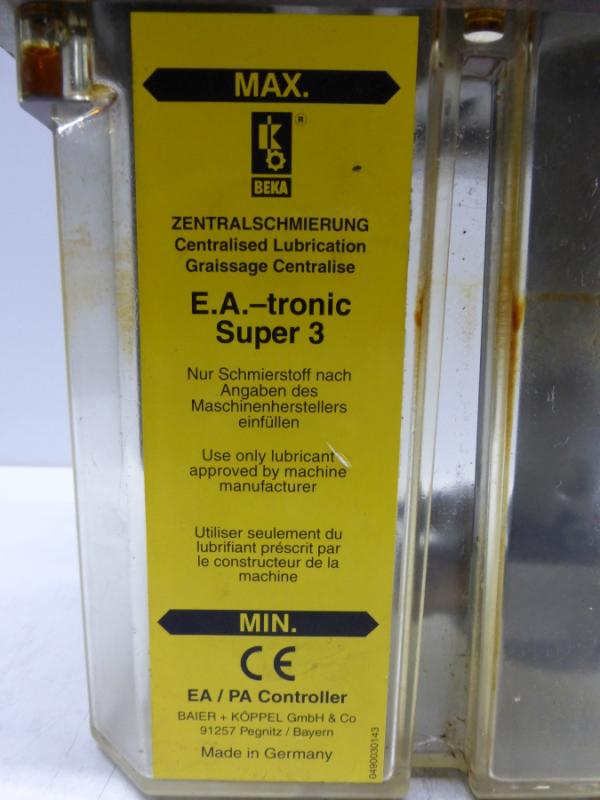 MAX.
®
BEKA
ZENTRALSCHMIERUNG
Centralised Lubrication
Graissage Centralise
E.A.–tronic
Super 3
Nur Schmierstoff nach
Angaben des
Maschinenherstellers
einfüllen
Use only lubricant
approved by machine
manufacturer
Utiliser seulement du
lubrifiant préscrit par
le constructeur de la
machine
MIN.
CE
EA / PA Controller
BAIER + KÖPPEL GmbH & Co
91257 Pegnitz / Bayern
Made in Germany
0490030143